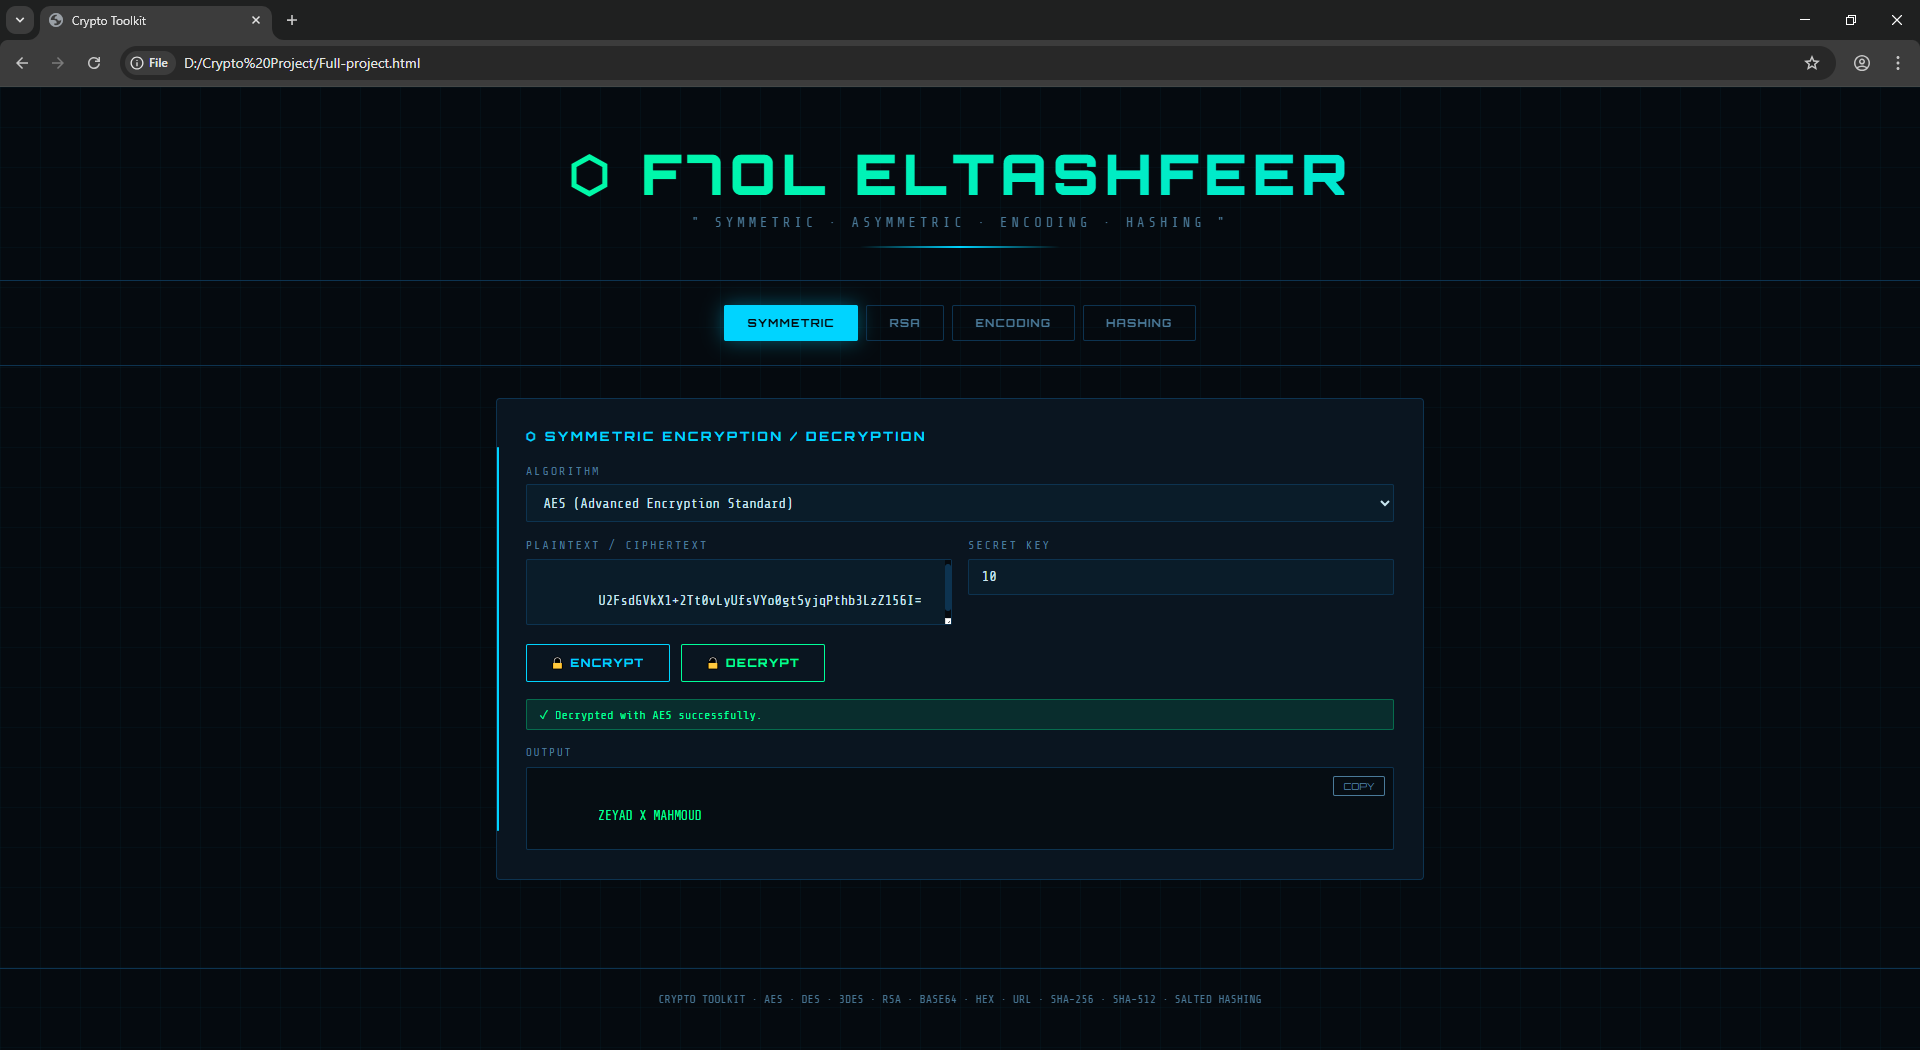 Crypto Toolkit
File D:/Crypto%20Project/Full-project.html
F1OL ELTASHFEER
" SYMMETRIC · ASYMMETRIC · ENCODING · HASHING "
SYMMETRIC RSA ENCODING HASHING
SYMMETRIC ENCRYPTION / DECRYPTION
ALGORITHM
AES (Advanced Encryption Standard)
PLAINTEXT / CIPHERTEXT SECRET KEY
10
U2FsdGVkX1+2Tt0vLyUfsVYo0gtSyjqPthb3LzZ156I=
ENCRYPT DECRYPT
✓ Decrypted with AES successfully.
OUTPUT
COPY
ZEYAD X MAHMOUD
CRYPTO TOOLKIT · AES · DES · 3DES · RSA · BASE64 · HEX · URL · SHA-256 · SHA-512 · SALTED HASHING